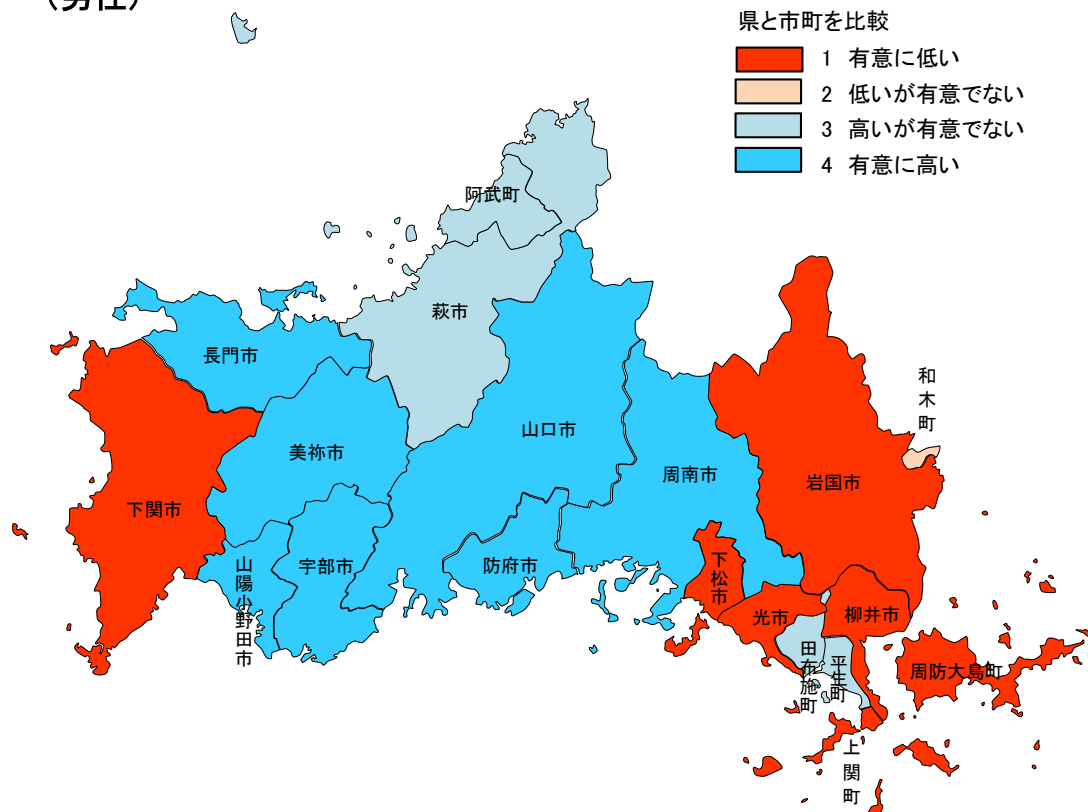 （男性）
県と市町を比較
1 有意に低い
2 低いが有意でない
3 高いが有意でない
4 有意に高い
阿武町
萩市
長門市
和木町
美祢市
山口市
周南市
岩国市
下関市
山陽小野田市
宇部市
防府市
下松市
光市
柳井市
田布施町
平生町
周防大島町
上関町